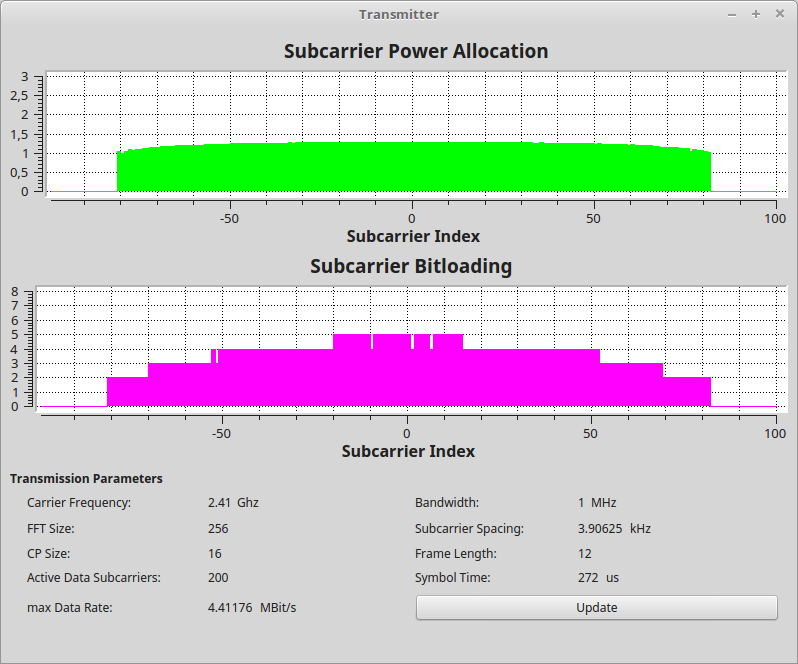 Transmitter
Subcarrier Power Allocation
3
2,5
2
1,5
1
0,5
0
-50 0 50 100
Subcarrier Index
Subcarrier Bitloading
8
7
6
5
4
3
2
1
0
-50 0 50 100
Subcarrier Index
Transmission Parameters
Carrier Frequency: 2.41 Ghz Bandwidth: 1 MHz
FFT Size: 256 Subcarrier Spacing: 3.90625 kHz
CP Size: 16 Frame Length: 12
Active Data Subcarriers: 200 Symbol Time: 272 us
max Data Rate: 4.41176 MBit/s Update